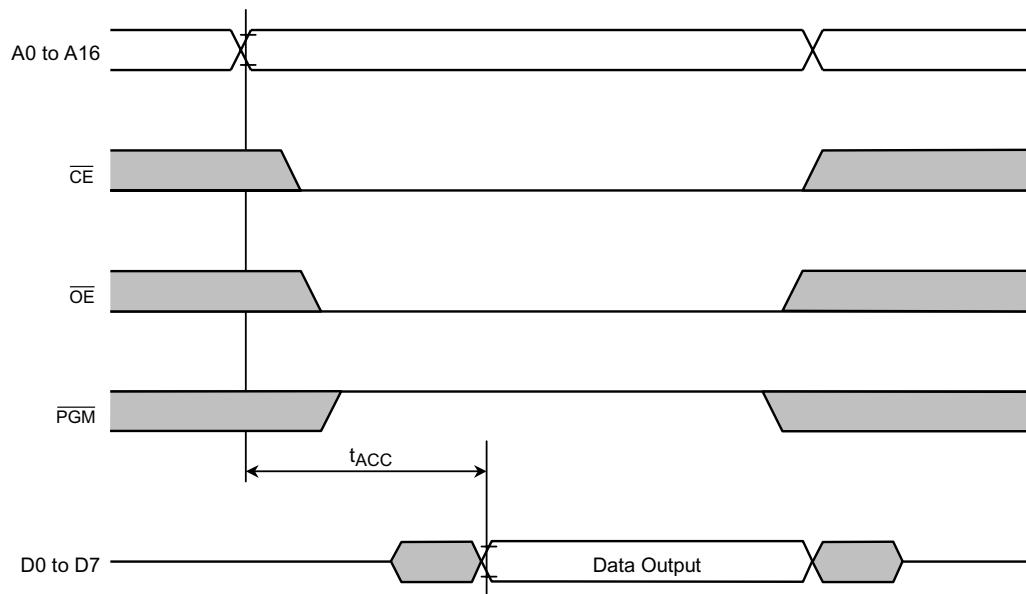 A0 to A16
CE
OE
PGM
tACC
D0 to D7
Data Output